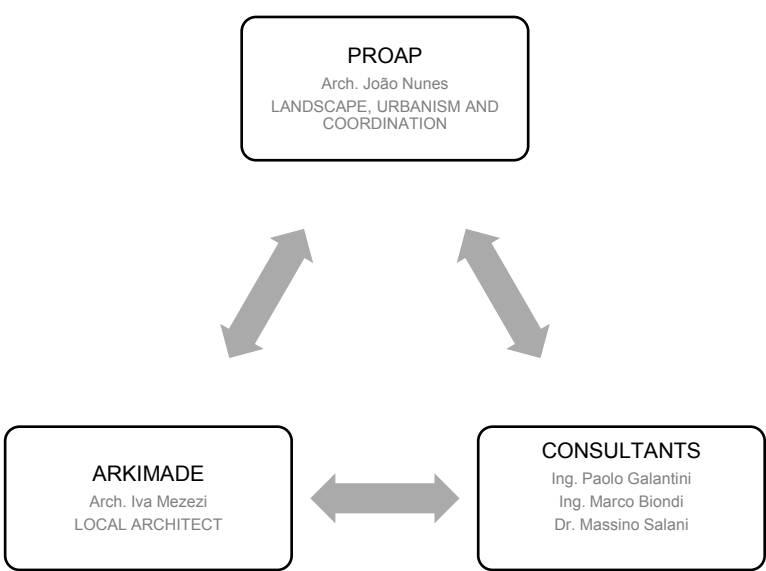 PROAP
Arch. João Nunes
LANDSCAPE, URBANISM AND
COORDINATION
ARKIMADE
Arch. Iva Mezezi
LOCAL ARCHITECT
CONSULTANTS
Ing. Paolo Galantini
Ing. Marco Biondi
Dr. Massino Salani